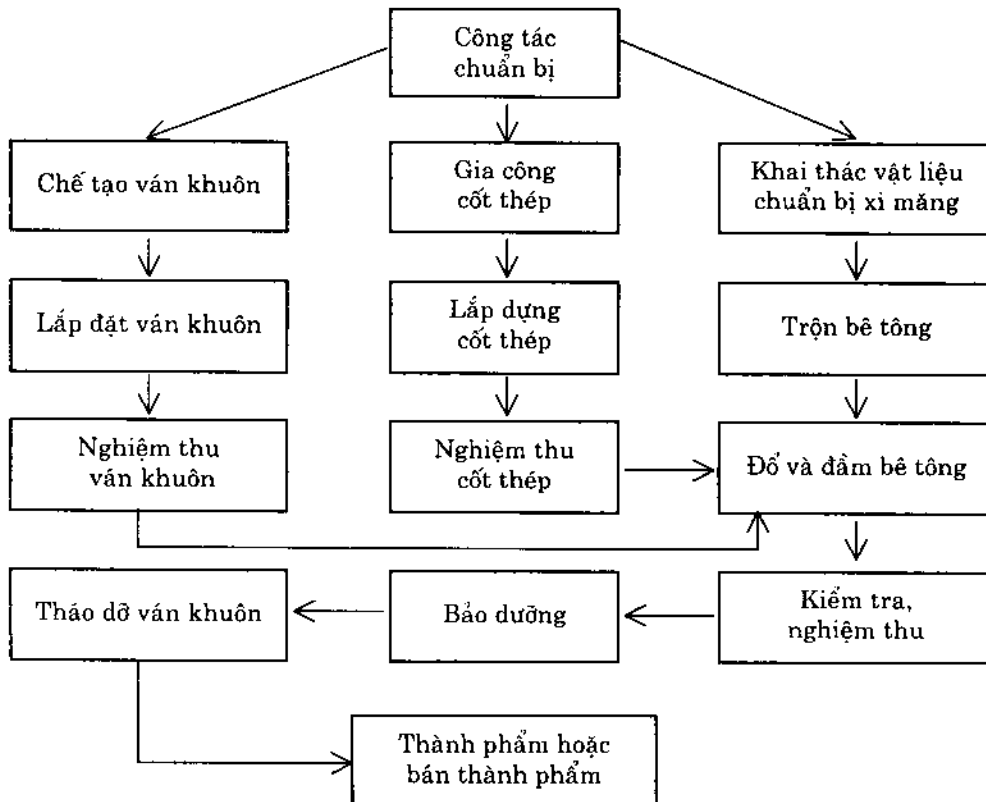 Công tác
chuẩn bị
Chế tạo ván khuôn
Gia công
cốt thép
Khai thác vật liệu
chuẩn bị xi măng
Lắp đặt ván khuôn
Lắp dựng
cốt thép
Trộn bê tông
Nghiệm thu
ván khuôn
Nghiệm thu
cốt thép
Đổ và đầm bê tông
Tháo dỡ ván khuôn
Bảo dưỡng
Kiểm tra,
nghiệm thu
Thành phẩm hoặc
bán thành phẩm